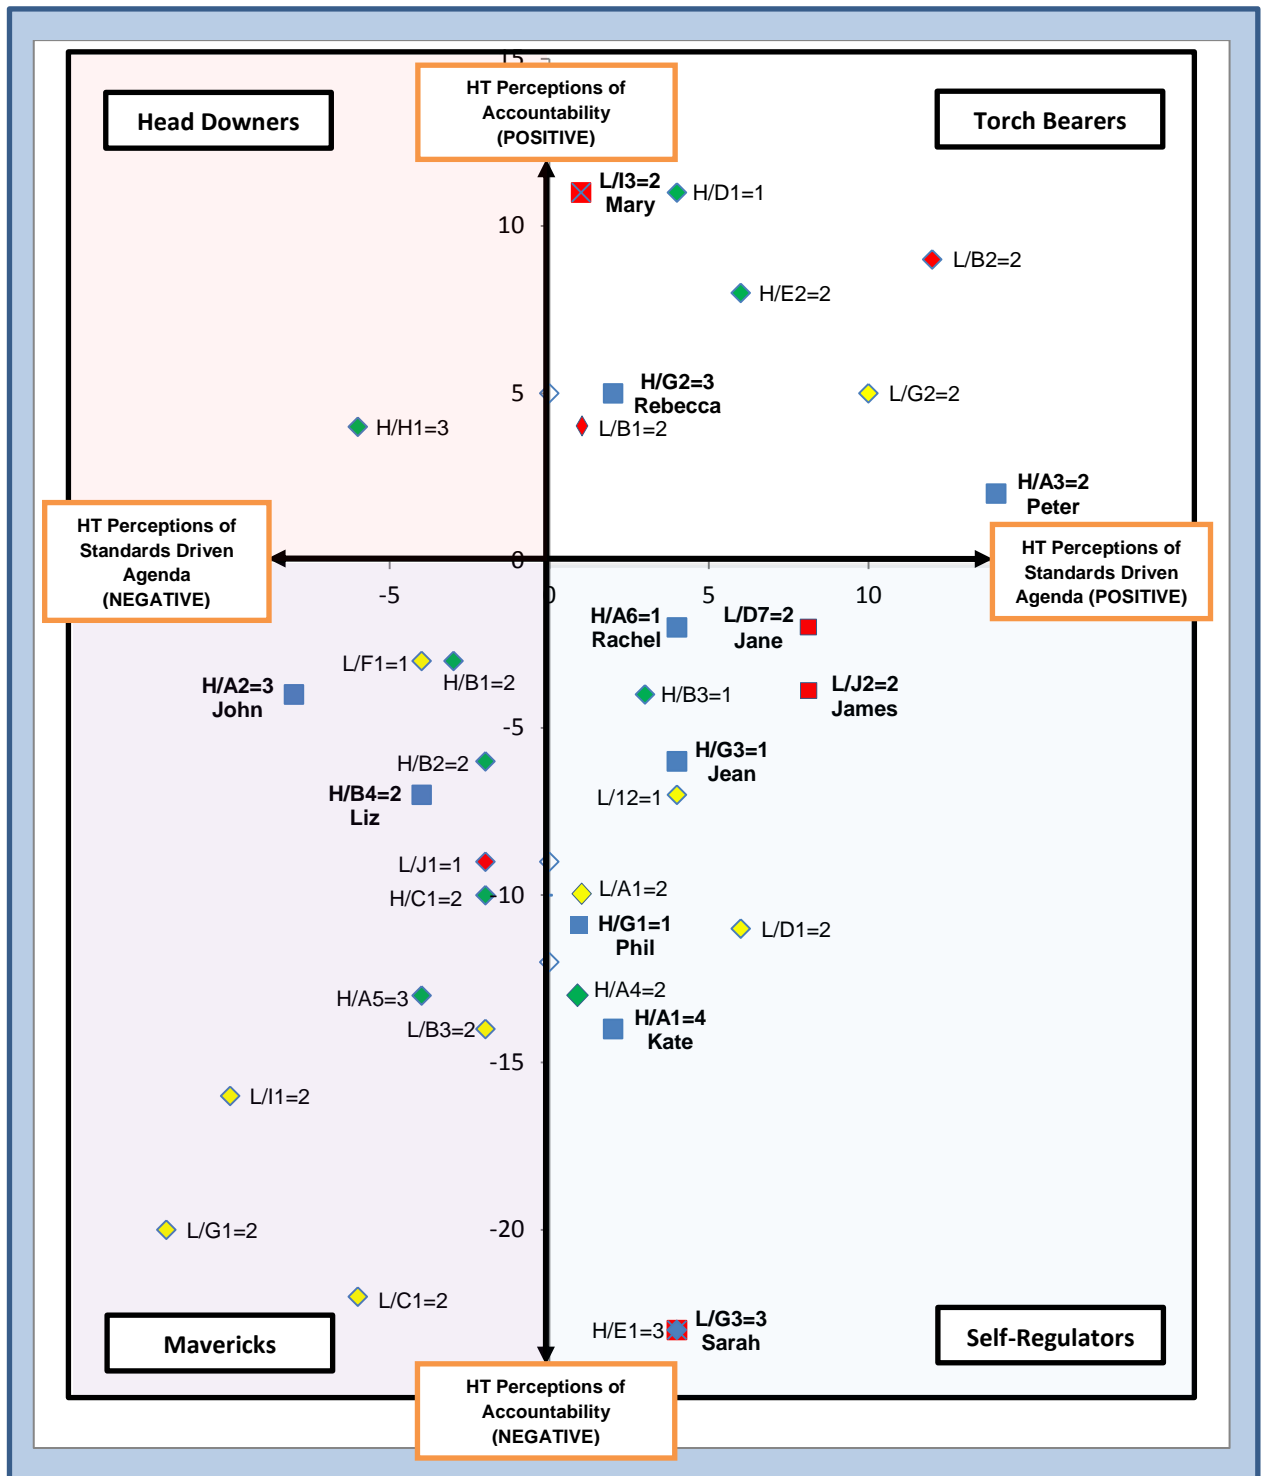 15
HT Perceptions of
Accountability
(POSITIVE)
Head Downers
Torch Bearers
L/I3=2
Mary
H/D1=1
10
L/B2=2
H/E2=2
H/G2=3
Rebecca
5
L/G2=2
H/H1=3
L/B1=2
H/A3=2
Peter
HT Perceptions of
Standards Driven
Agenda
(NEGATIVE)
0
HT Perceptions of
Standards Driven
Agenda (POSITIVE)
-5
0
5
10
H/A6=1
Rachel
L/D7=2
Jane
L/F1=1
H/B1=2
H/A2=3
John
H/B3=1
L/J2=2
James
-5
H/B2=2
H/G3=1
Jean
H/B4=2
Liz
L/12=1
L/J1=1
H/C1=2
-10
L/A1=2
H/G1=1
Phil
L/D1=2
H/A5=3
H/A4=2
L/B3=2
H/A1=4
Kate
-15
L/I1=2
-20
L/G1=2
L/C1=2
H/E1=3
L/G3=3
Sarah
Mavericks
Self-Regulators
HT Perceptions of
Accountability
(NEGATIVE)